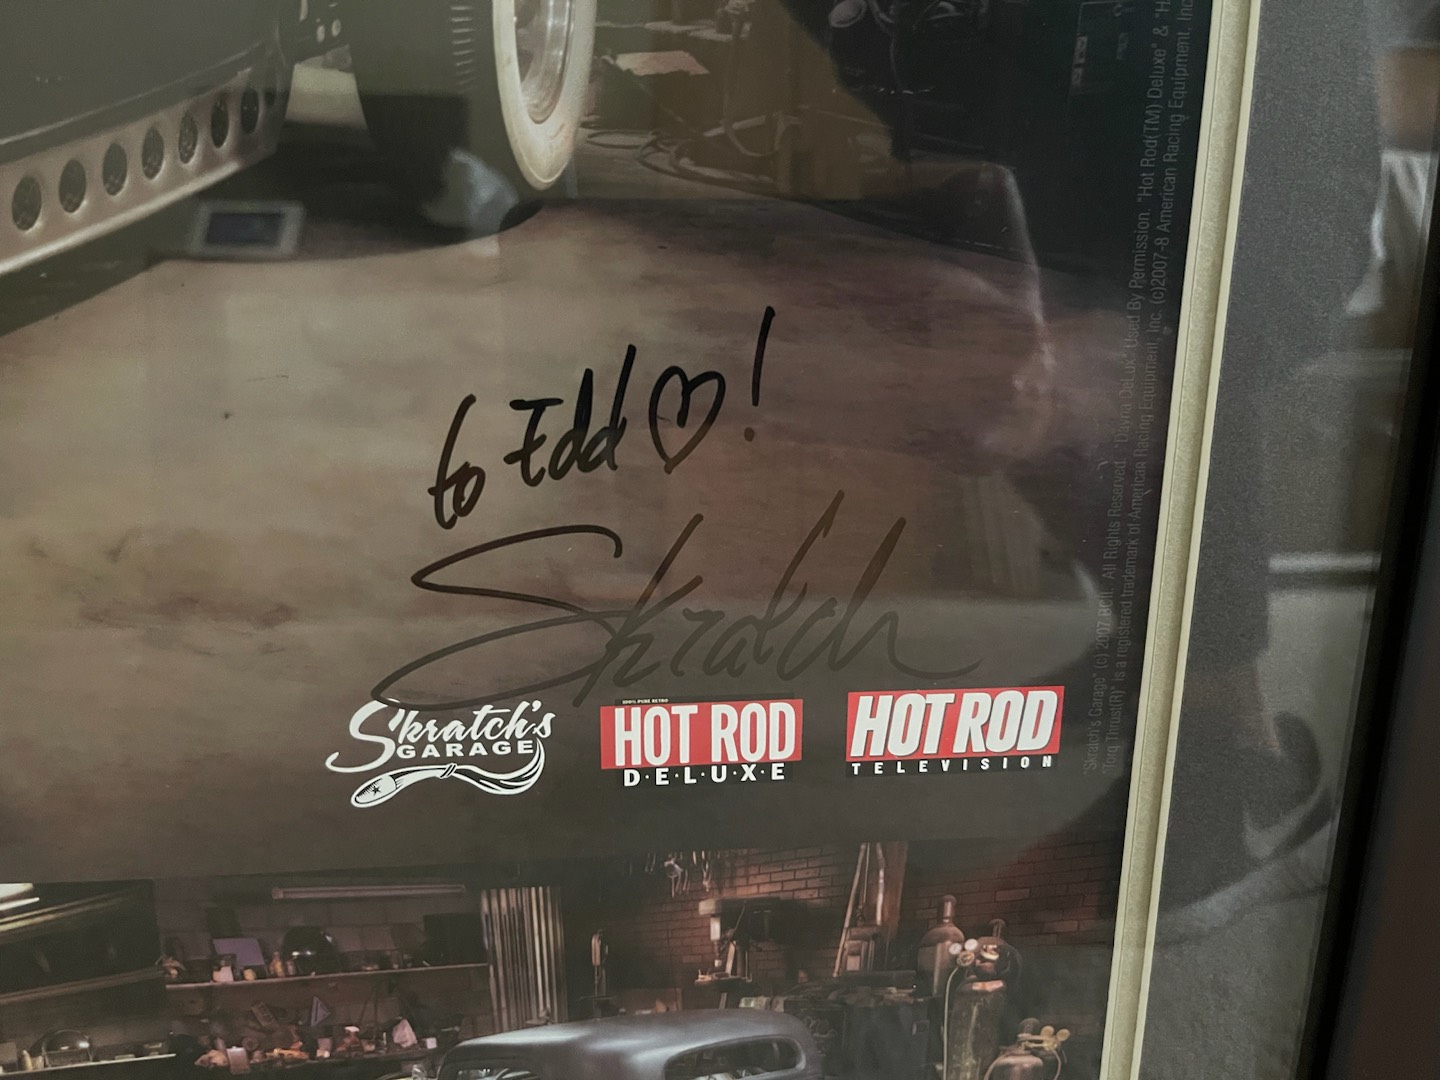 to Edd ♡!
Skratch
Skratch's
GARAGE
100% PURE RETRO
HOT ROD
D·E·L·U·X·E
HOT ROD
TELEVISION
Skratch's Garage" (c) 2007 BCIL. All Rights Reserved. "Dayna DeLux" Used By Permission. "Hot Rod(TM) Deluxe" & "H
Torq Thrust(R)" is a registered trademark of American Racing Equipment, Inc. (c)2007-8 American Racing Equipment, Inc